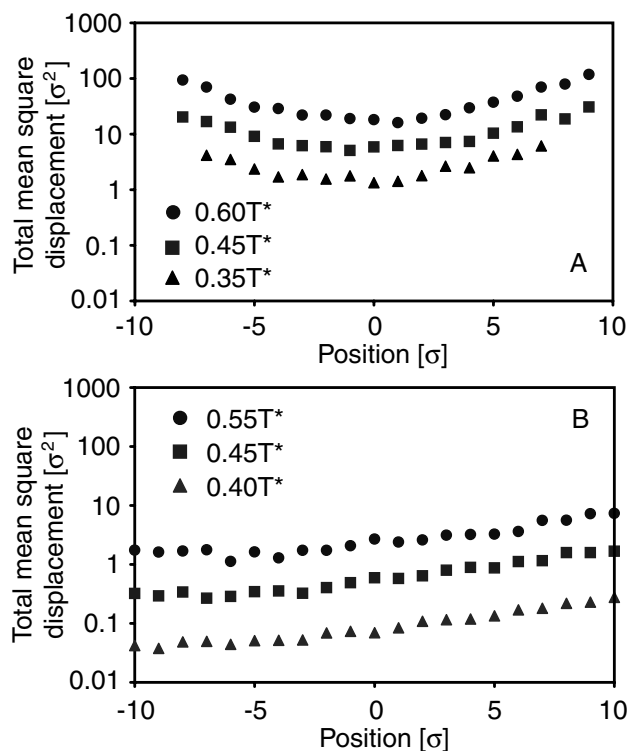 1000
100
10
1
0.1
0.01
Total mean square
displacement [σ²]
0.60T*
0.45T*
0.35T*
A
-10
-5
0
5
10
Position [σ]
1000
100
10
1
0.1
0.01
Total mean square
displacement [σ²]
0.55T*
0.45T*
0.40T*
B
-10
-5
0
5
10
Position [σ]